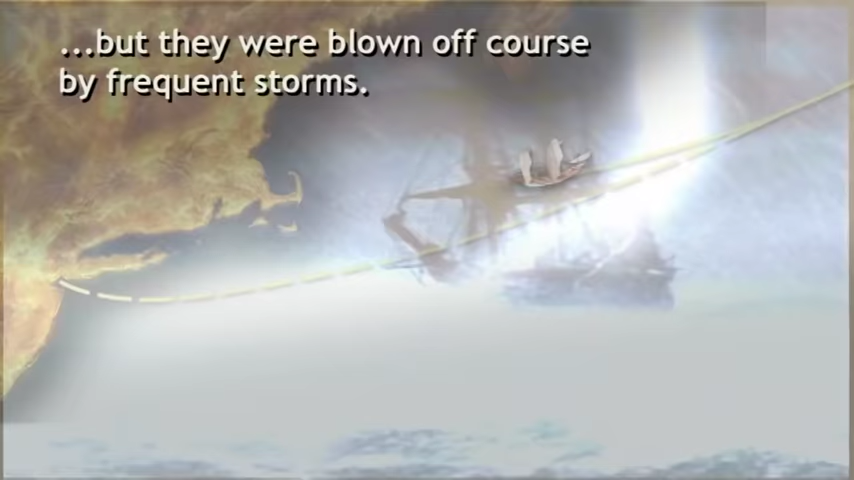 ...but they were blown off course
by frequent storms.